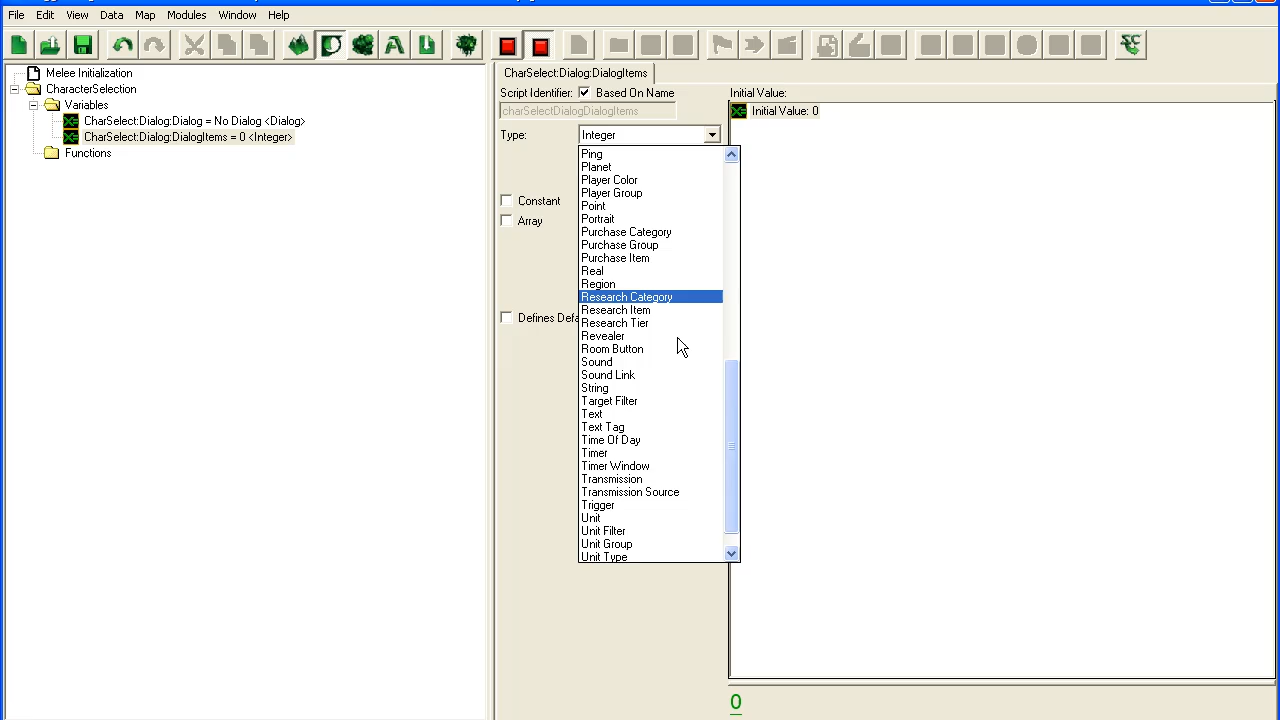 File Edit View Data Map Modules Window Help
Melee Initialization
CharacterSelection
Variables
CharSelect:Dialog:Dialog = No Dialog <Dialog>
CharSelect:Dialog:DialogItems = 0 <Integer>
Functions
CharSelect:Dialog:DialogItems
Script Identifier: Based On Name
charSelectDialogDialogItems
Type: Integer
Ping
Planet
Player Color
Player Group
Point
Portrait
Purchase Category
Purchase Group
Purchase Item
Real
Region
Research Category
Research Item
Research Tier
Revealer
Room Button
Sound
Sound Link
String
Target Filter
Text
Text Tag
Time Of Day
Timer
Timer Window
Transmission
Transmission Source
Trigger
Unit
Unit Filter
Unit Group
Unit Type
Constant
Array
Defines Defa
Initial Value:
Initial Value: 0
0